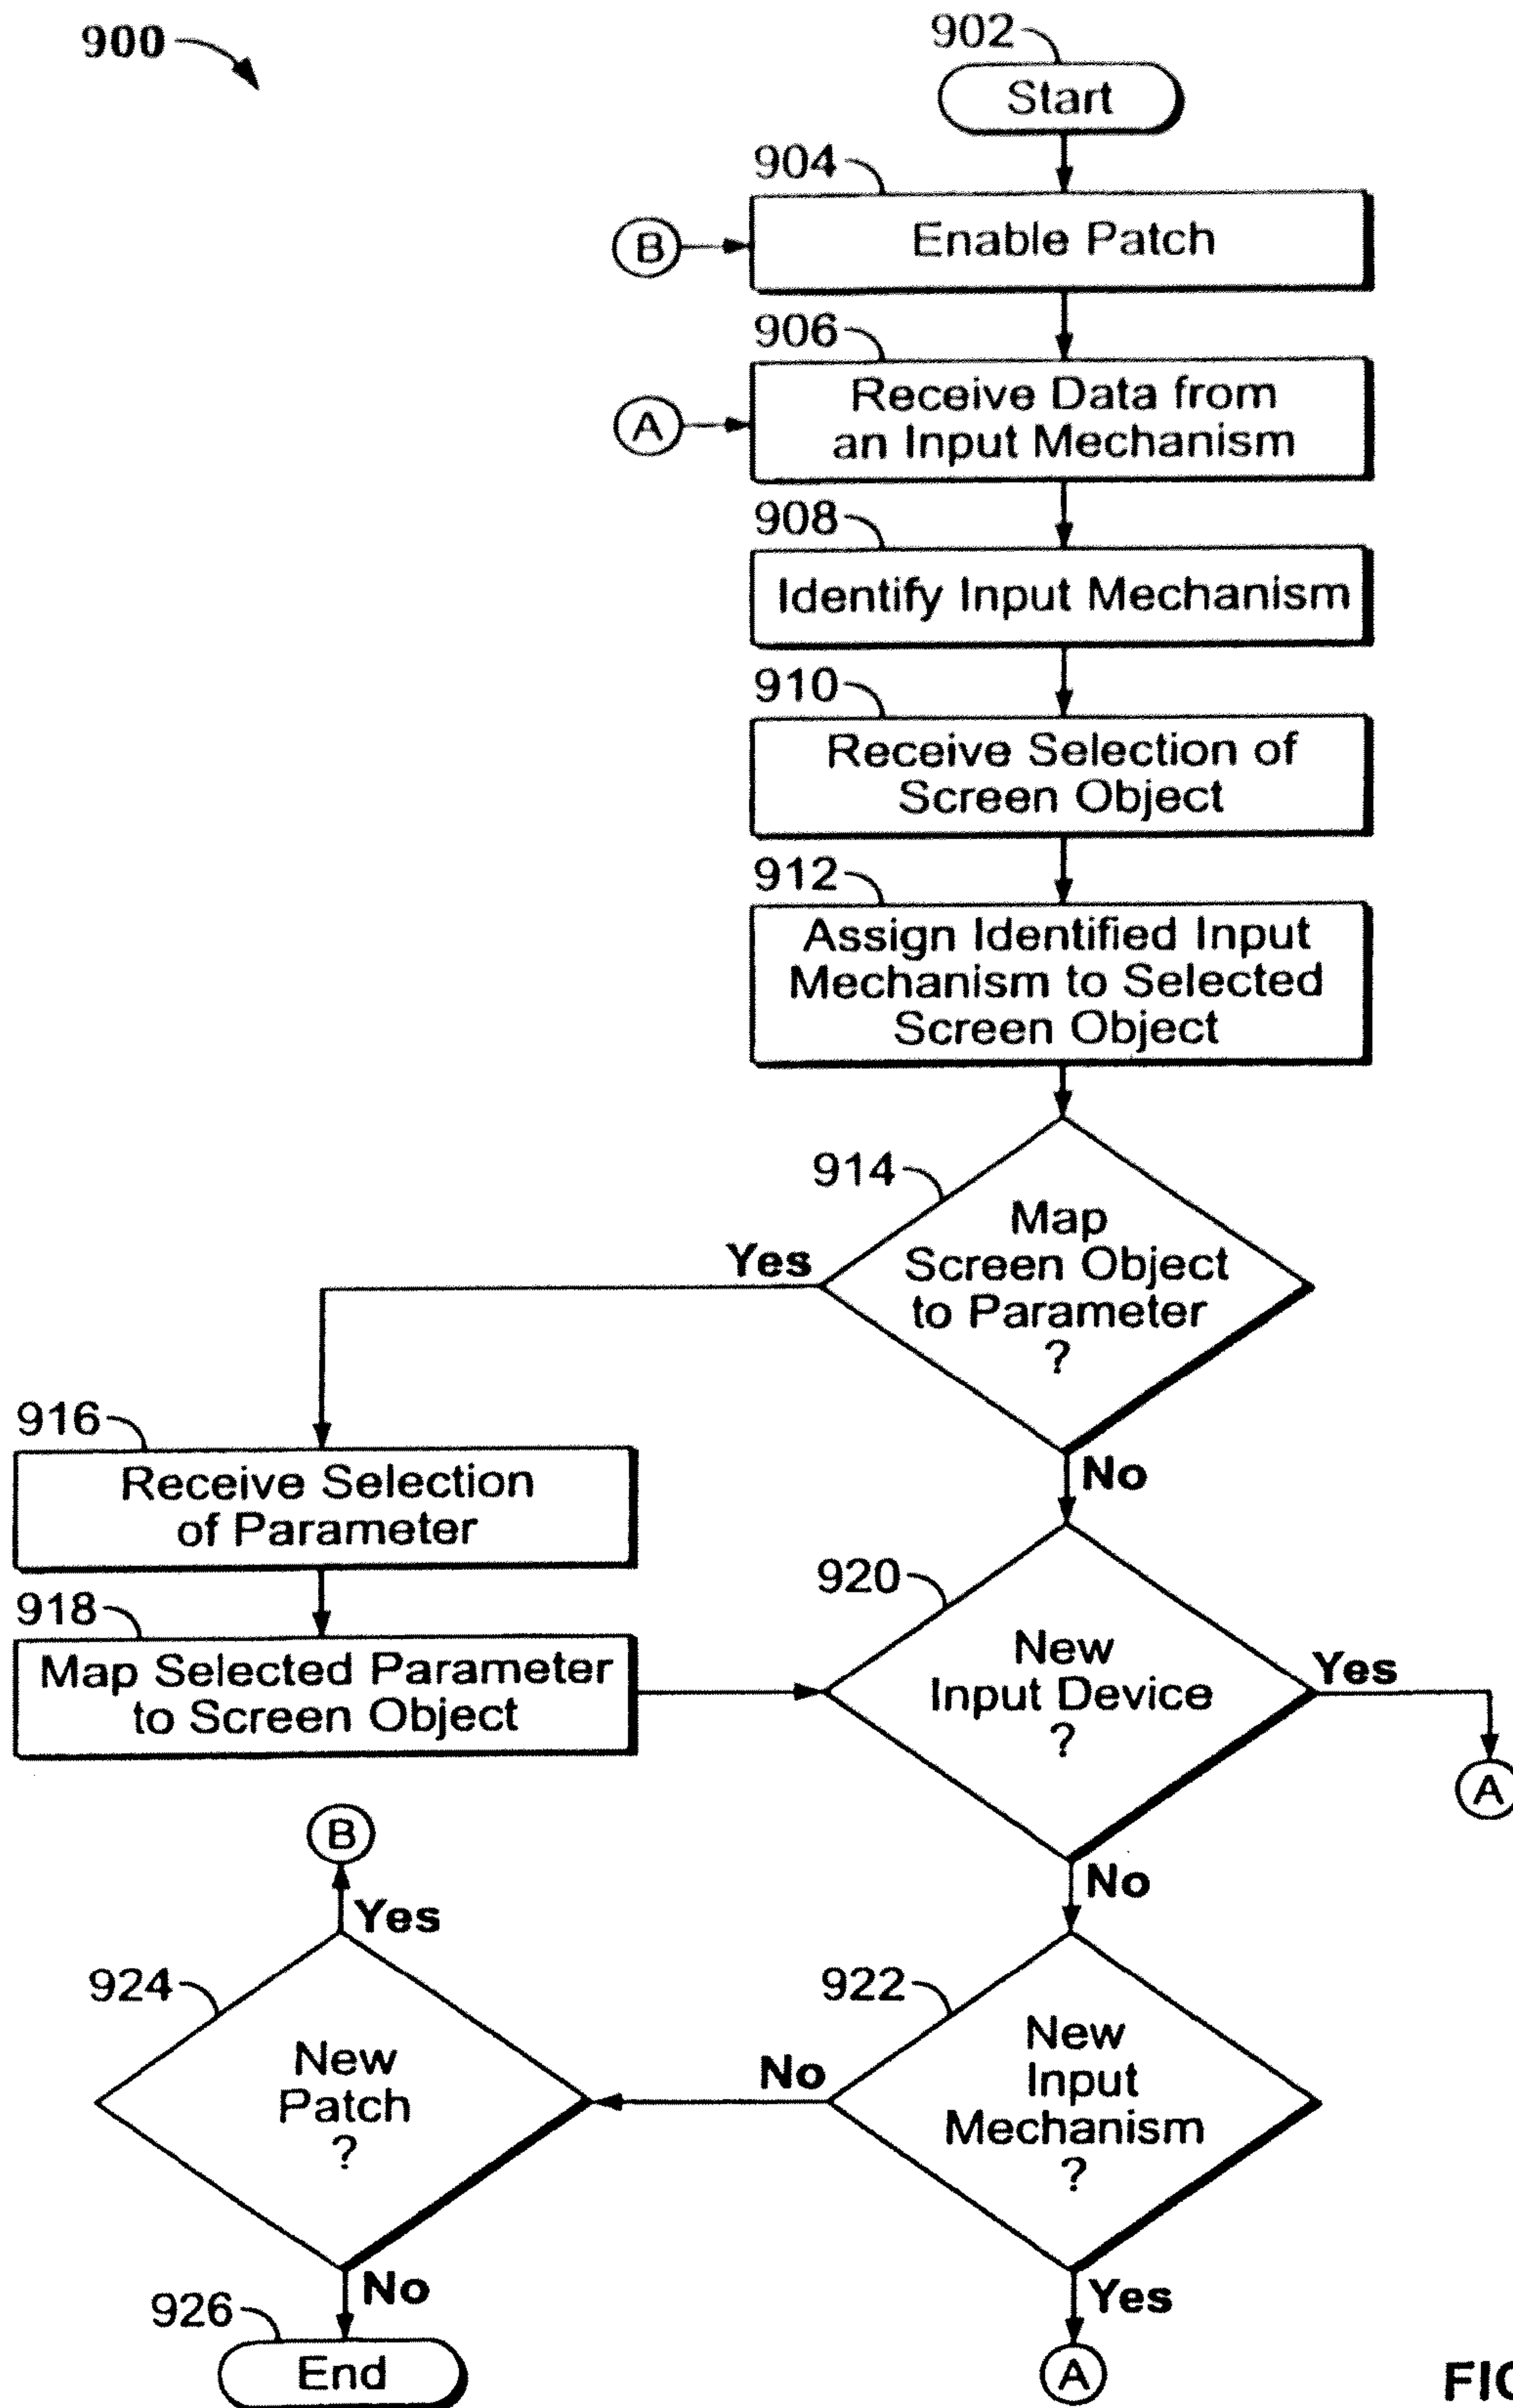 900
902
Start
904
B
Enable Patch
906
A
Receive Data from
an Input Mechanism
908
Identify Input Mechanism
910
Receive Selection of
Screen Object
912
Assign Identified Input
Mechanism to Selected
Screen Object
914
Map
Screen Object
to Parameter
?
Yes
No
916
Receive Selection
of Parameter
918
Map Selected Parameter
to Screen Object
920
New
Input Device
?
Yes
A
No
B
Yes
924
New
Patch
?
922
New
Input
Mechanism
?
No
No
926
End
Yes
A